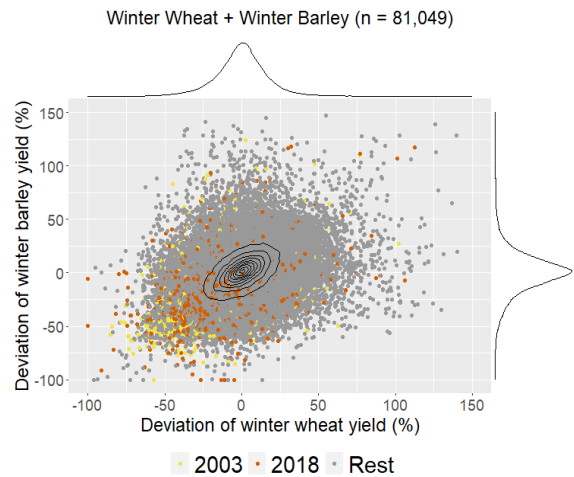 Winter Wheat + Winter Barley (n = 81,049)
Deviation of winter barley yield (%)
150
100
50
0
-50
-100
-100 -50 0 50 100 150
Deviation of winter wheat yield (%)
2003 2018 Rest